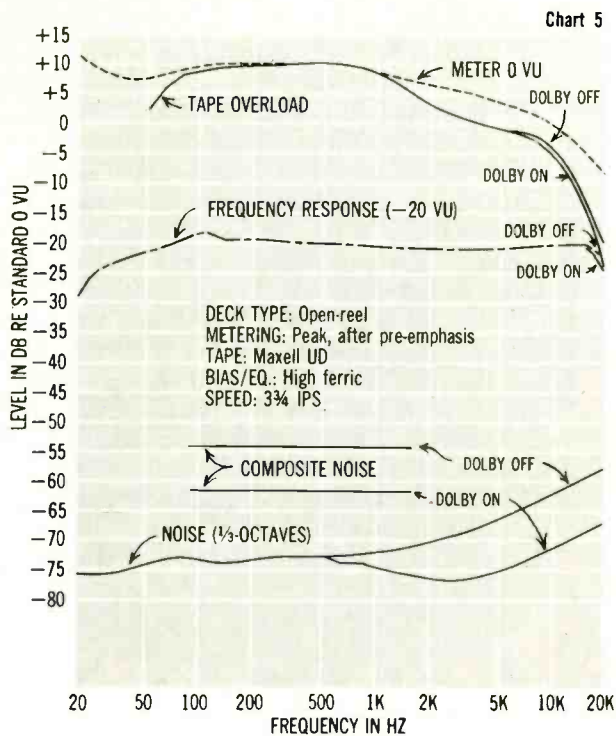 Chart 5
+15
+10
+5
0
−5
−10
−15
−20
−25
−30
−35
−40
−45
−50
−55
−60
−65
−70
−75
−80
LEVEL IN DB RE STANDARD 0 VU
METER 0 VU
TAPE OVERLOAD
DOLBY OFF
DOLBY ON
FREQUENCY RESPONSE (−20 VU)
DOLBY OFF
DOLBY ON
DECK TYPE: Open-reel
METERING: Peak, after pre-emphasis
TAPE: Maxell UD
BIAS/EQ.: High ferric
SPEED: 3¾ IPS
DOLBY OFF
COMPOSITE NOISE
DOLBY ON
NOISE (⅓-OCTAVES)
20 50 100 200 500 1K 2K 5K 10K 20K
FREQUENCY IN HZ